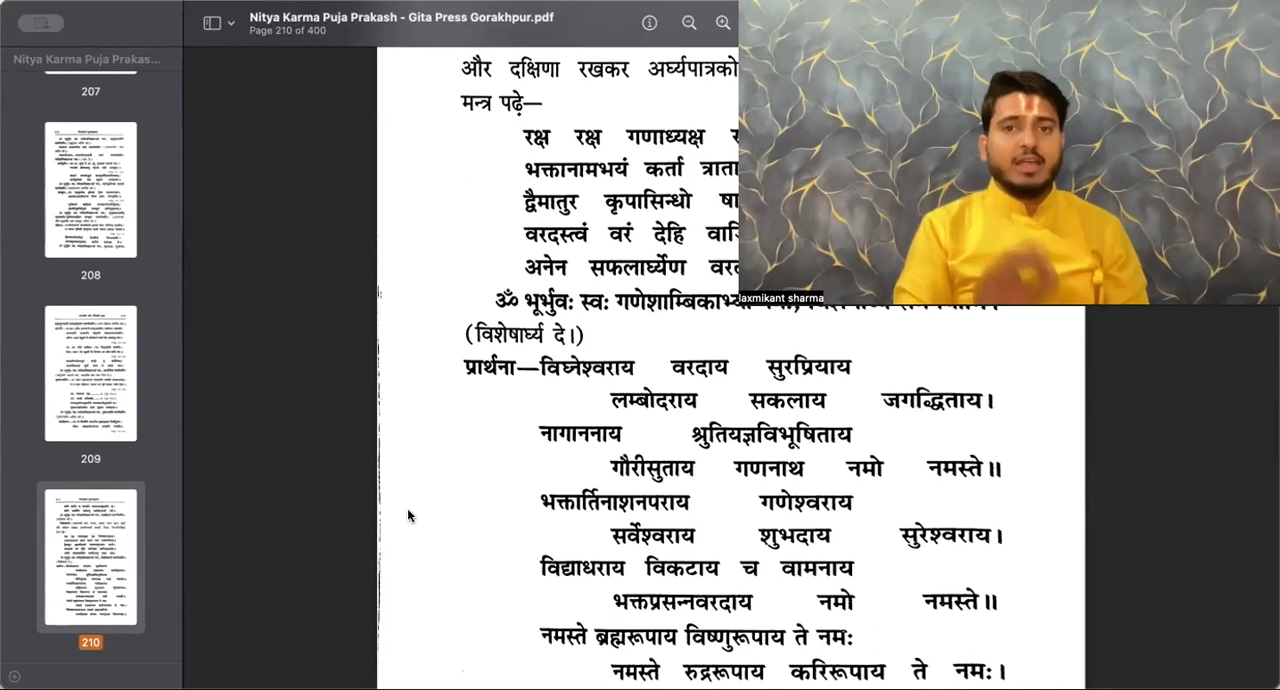 Nitya Karma Puja Prakash - Gita Press Gorakhpur.pdf
Page 210 of 400
Nitya Karma Puja Prakas...
207
208
209
210
और दक्षिणा रखकर अर्घ्यपात्रको
मन्त्र पढ़े—
रक्ष रक्ष गणाध्यक्ष
भक्तानामभयं कर्ता त्राता
द्वैमातुर कृपासिन्धो
वरदस्त्वं वरं देहि
अनेन सफलार्घ्येण
ॐ भूर्भुवः स्वः
(विशेषार्घ्य दे।)
प्रार्थना—विघ्नेश्वराय वरदाय सुरप्रियाय
लम्बोदराय सकलाय जगद्धिताय।
नागाननाय श्रुतियज्ञविभूषिताय
गौरीसुताय गणनाथ नमो नमस्ते॥
भक्तार्तिनाशनपराय गणेश्वराय
सर्वेश्वराय शुभदाय सुरेश्वराय।
विद्याधराय विकटाय च वामनाय
भक्तप्रसन्नवरदाय नमो नमस्ते॥
नमस्ते ब्रह्मरूपाय विष्णुरूपाय ते नमः
नमस्ते रुद्ररूपाय करिरूपाय ते नमः।
laxmikant sharma